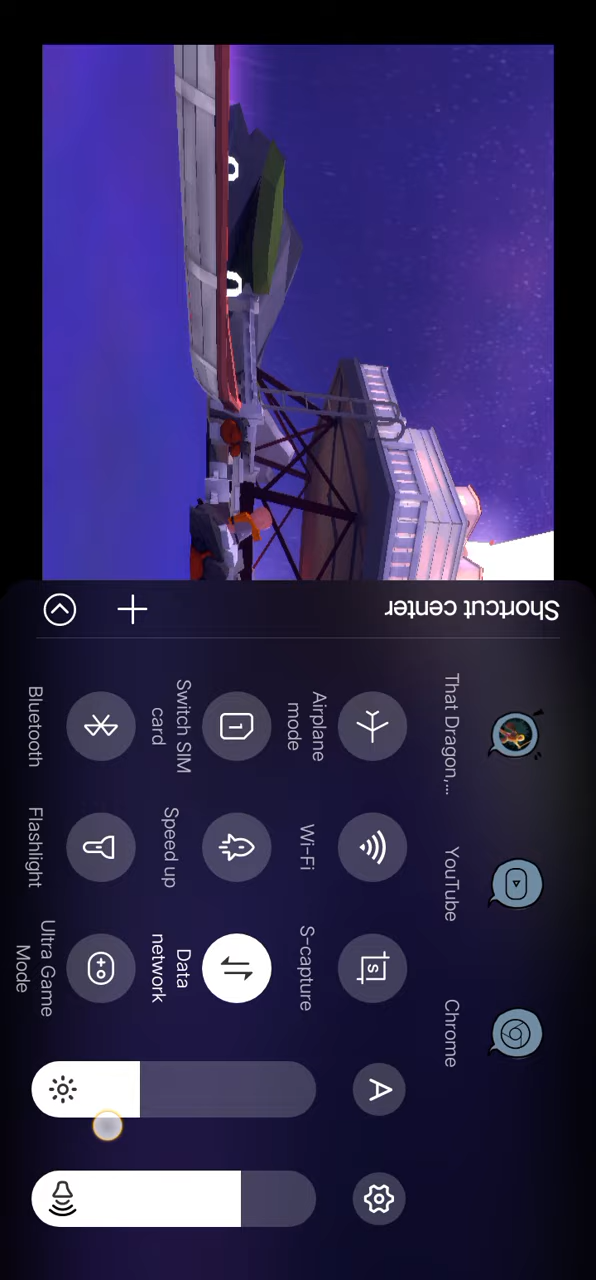 Shortcut center
That Dragon,...
YouTube
Chrome
Airplane
mode
Wi-Fi
S-capture
Switch SIM
card
Speed up
Data
network
Bluetooth
Flashlight
Ultra Game
Mode
1
S
A